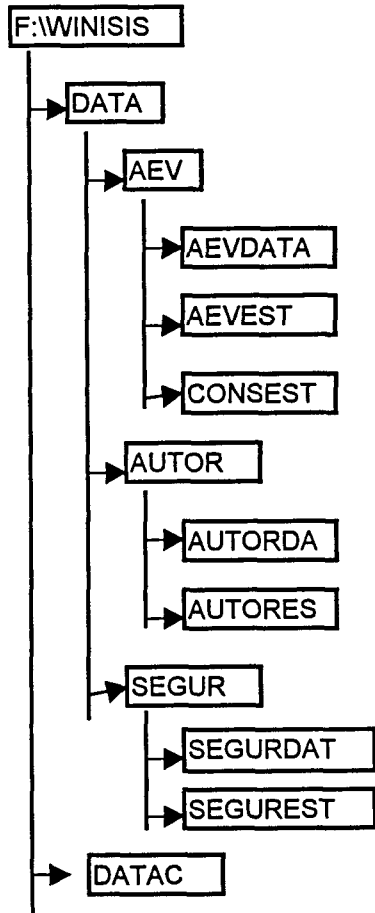 F:\WINISIS
DATA
AEV
AEVDATA
AEVEST
CONSEST
AUTOR
AUTORDA
AUTORES
SEGUR
SEGURDAT
SEGUREST
DATAC